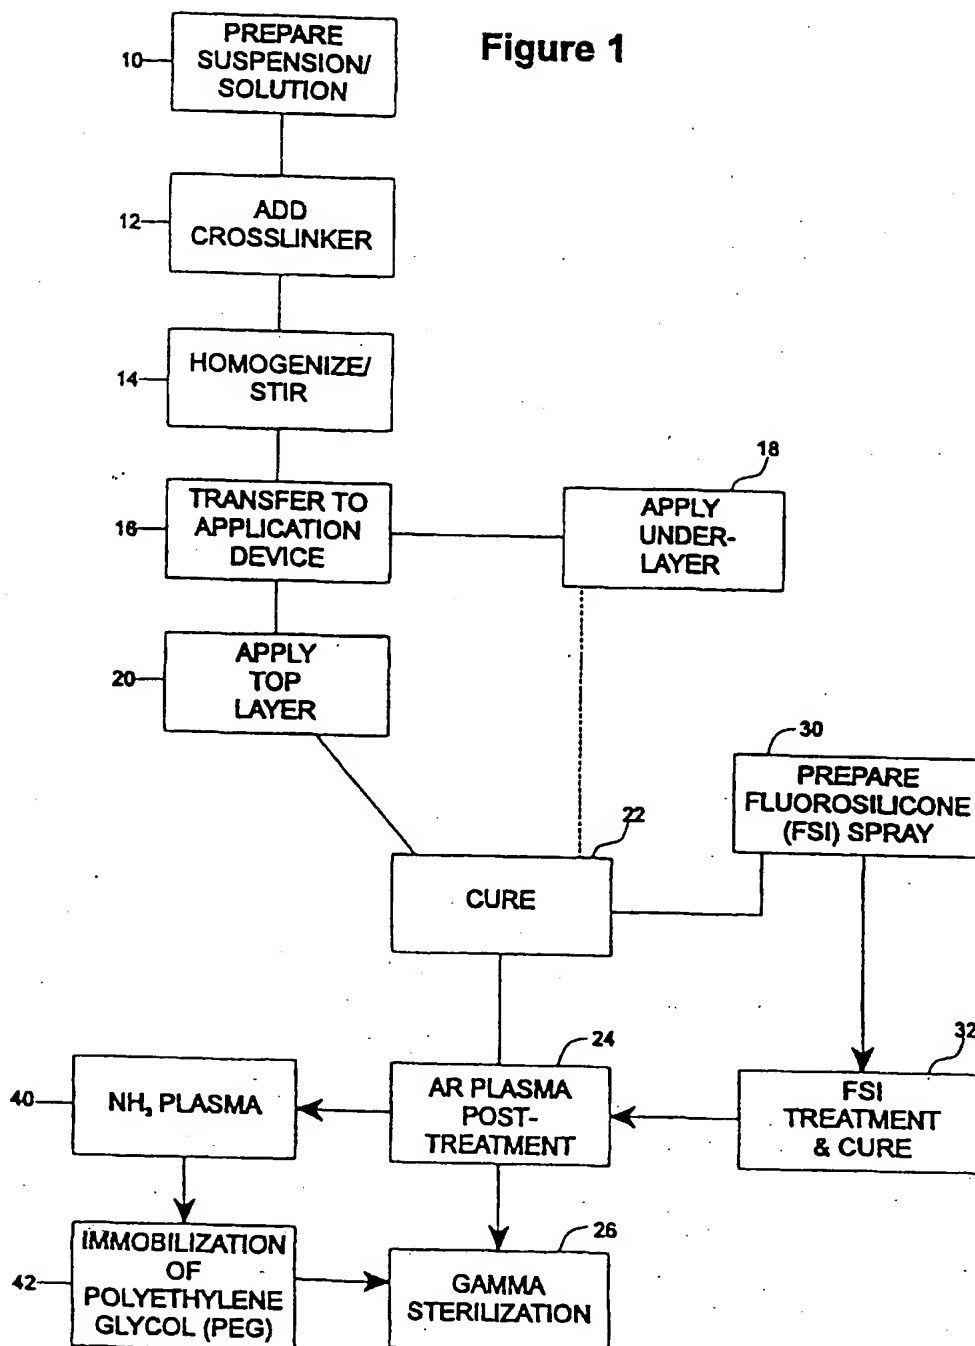 Figure 1
10
PREPARE
SUSPENSION/
SOLUTION
12
ADD
CROSSLINKER
14
HOMOGENIZE/
STIR
16
TRANSFER TO
APPLICATION
DEVICE
18
APPLY
UNDER-
LAYER
20
APPLY
TOP
LAYER
30
PREPARE
FLUOROSILICONE
(FSI) SPRAY
22
CURE
24
AR PLASMA
POST-
TREATMENT
32
FSI
TREATMENT
& CURE
40
NH₃ PLASMA
42
IMMOBILIZATION
OF
POLYETHYLENE
GLYCOL (PEG)
26
GAMMA
STERILIZATION